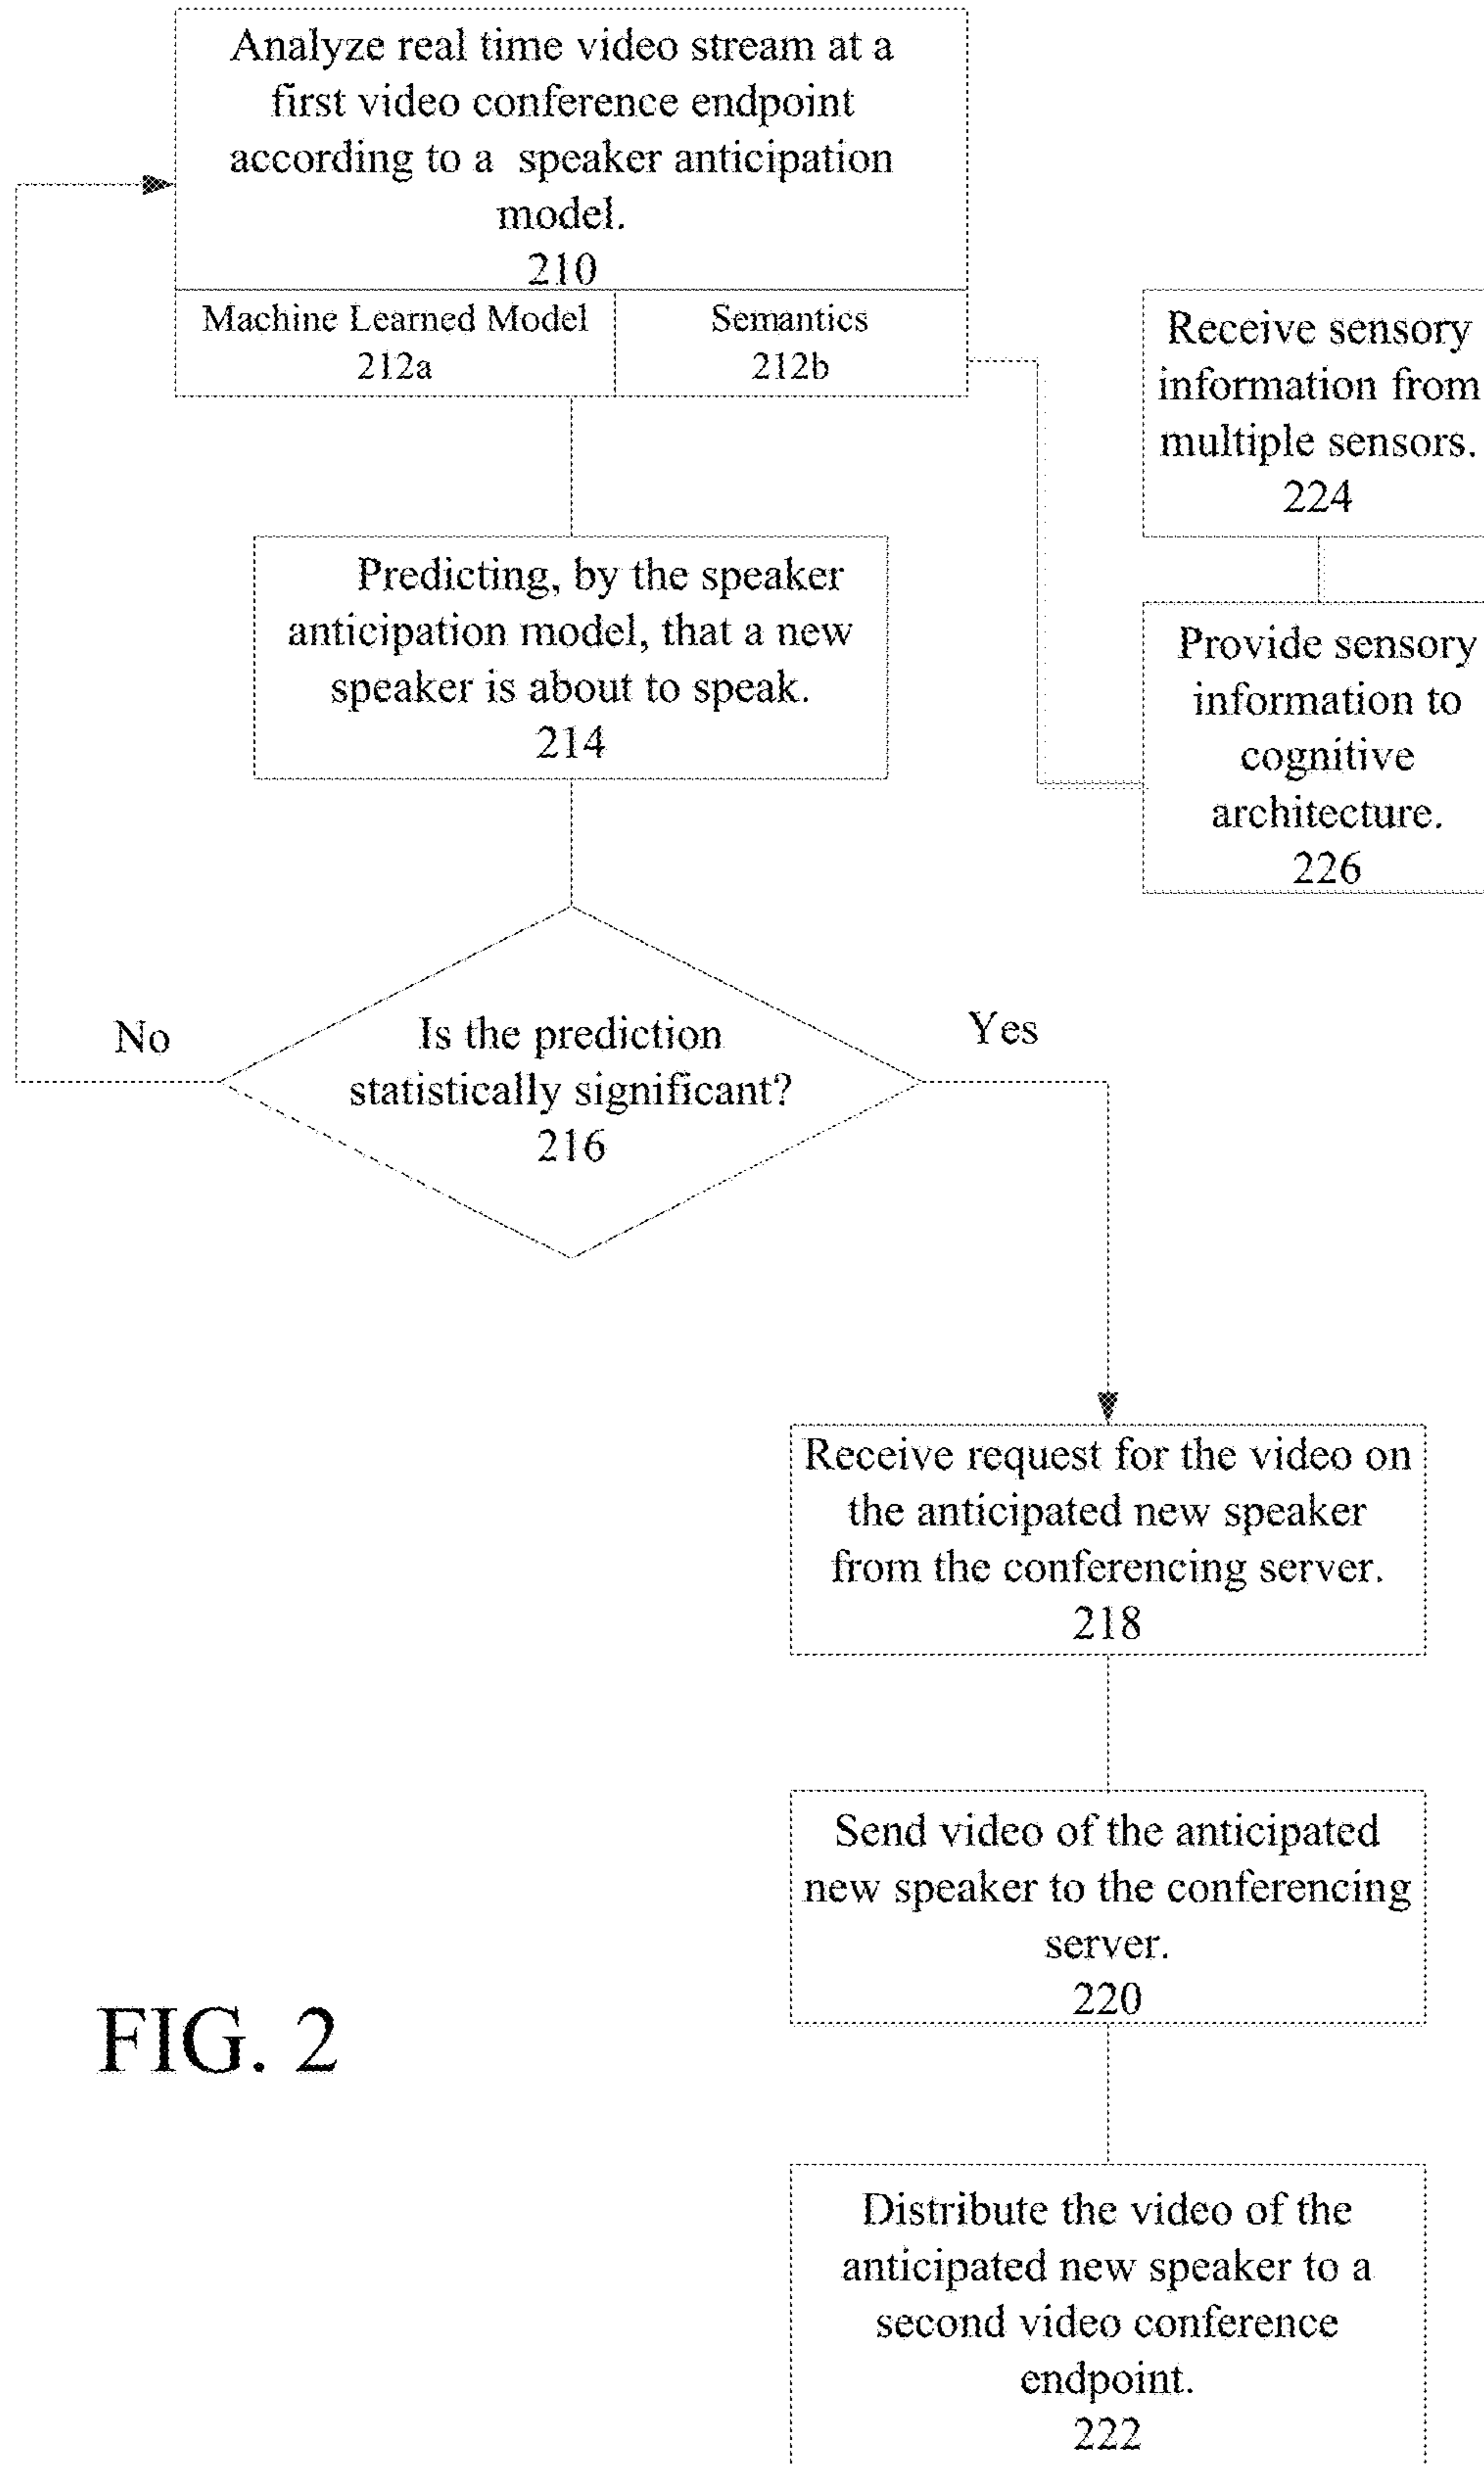 Analyze real time video stream at a
first video conference endpoint
according to a speaker anticipation
model.
210
Machine Learned Model
212a
Semantics
212b
Receive sensory
information from
multiple sensors.
224
Predicting, by the speaker
anticipation model, that a new
speaker is about to speak.
214
Provide sensory
information to
cognitive
architecture.
226
No
Is the prediction
statistically significant?
216
Yes
Receive request for the video on
the anticipated new speaker
from the conferencing server.
218
Send video of the anticipated
new speaker to the conferencing
server.
220
FIG. 2
Distribute the video of the
anticipated new speaker to a
second video conference
endpoint.
222